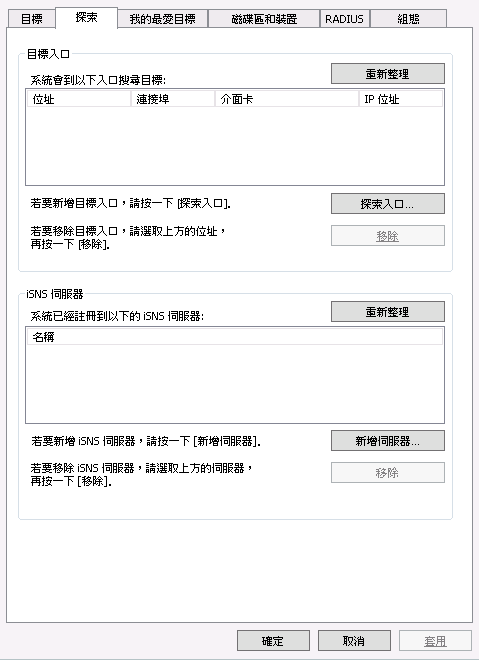 目標
探索
我的最愛目標
磁碟區和裝置
RADIUS
組態
目標入口
系統會到以下入口搜尋目標:
重新整理
位址
連接埠
介面卡
IP 位址
若要新增目標入口，請按一下 [探索入口]。
探索入口...
若要移除目標入口，請選取上方的位址，
再按一下 [移除]。
移除
iSNS 伺服器
系統已經註冊到以下的 iSNS 伺服器:
重新整理
名稱
若要新增 iSNS 伺服器，請按一下 [新增伺服器]。
新增伺服器...
若要移除 iSNS 伺服器，請選取上方的伺服器，
再按一下 [移除]。
移除
確定
取消
套用